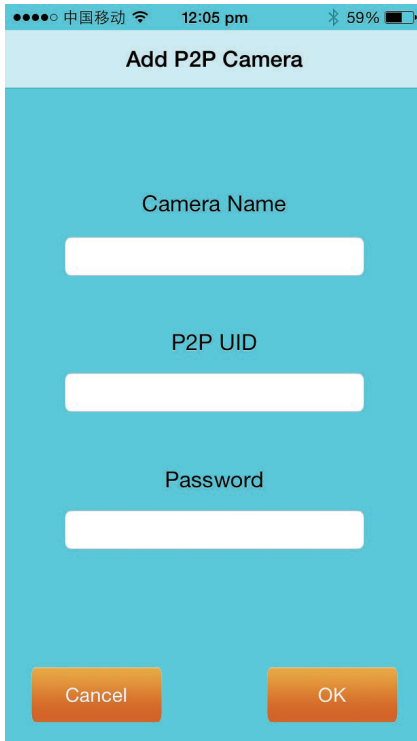 中国移动 12:05 pm 59%
Add P2P Camera
Camera Name
P2P UID
Password
Cancel OK